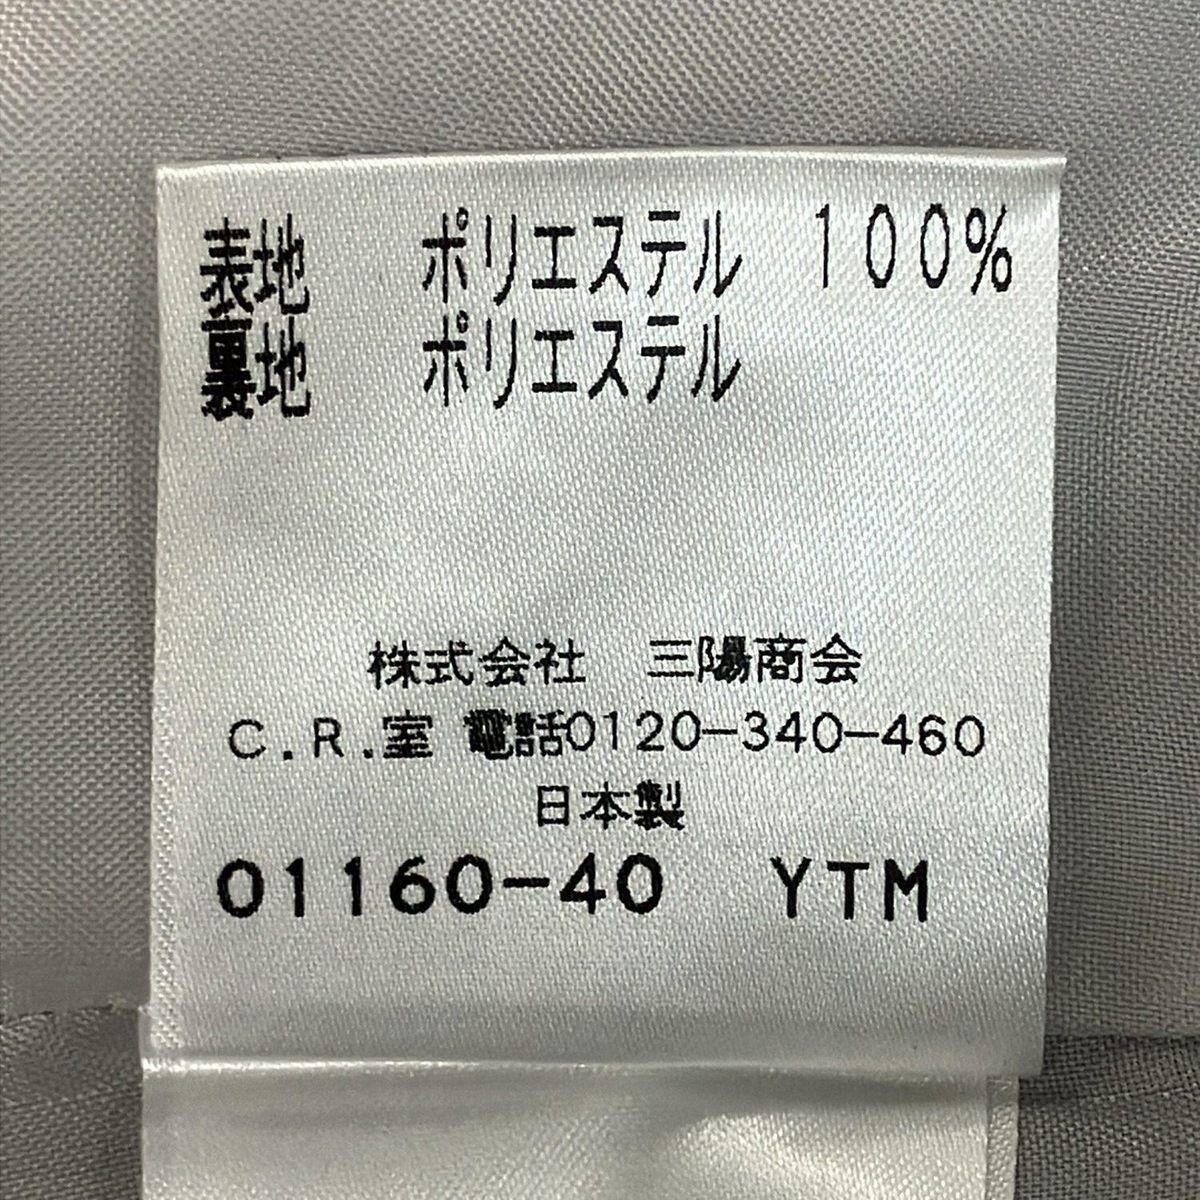 表地 ポリエステル 100%
裏地 ポリエステル
株式会社 三陽商会
C.R.室 電話0120-340-460
日本製
01160-40 YTM